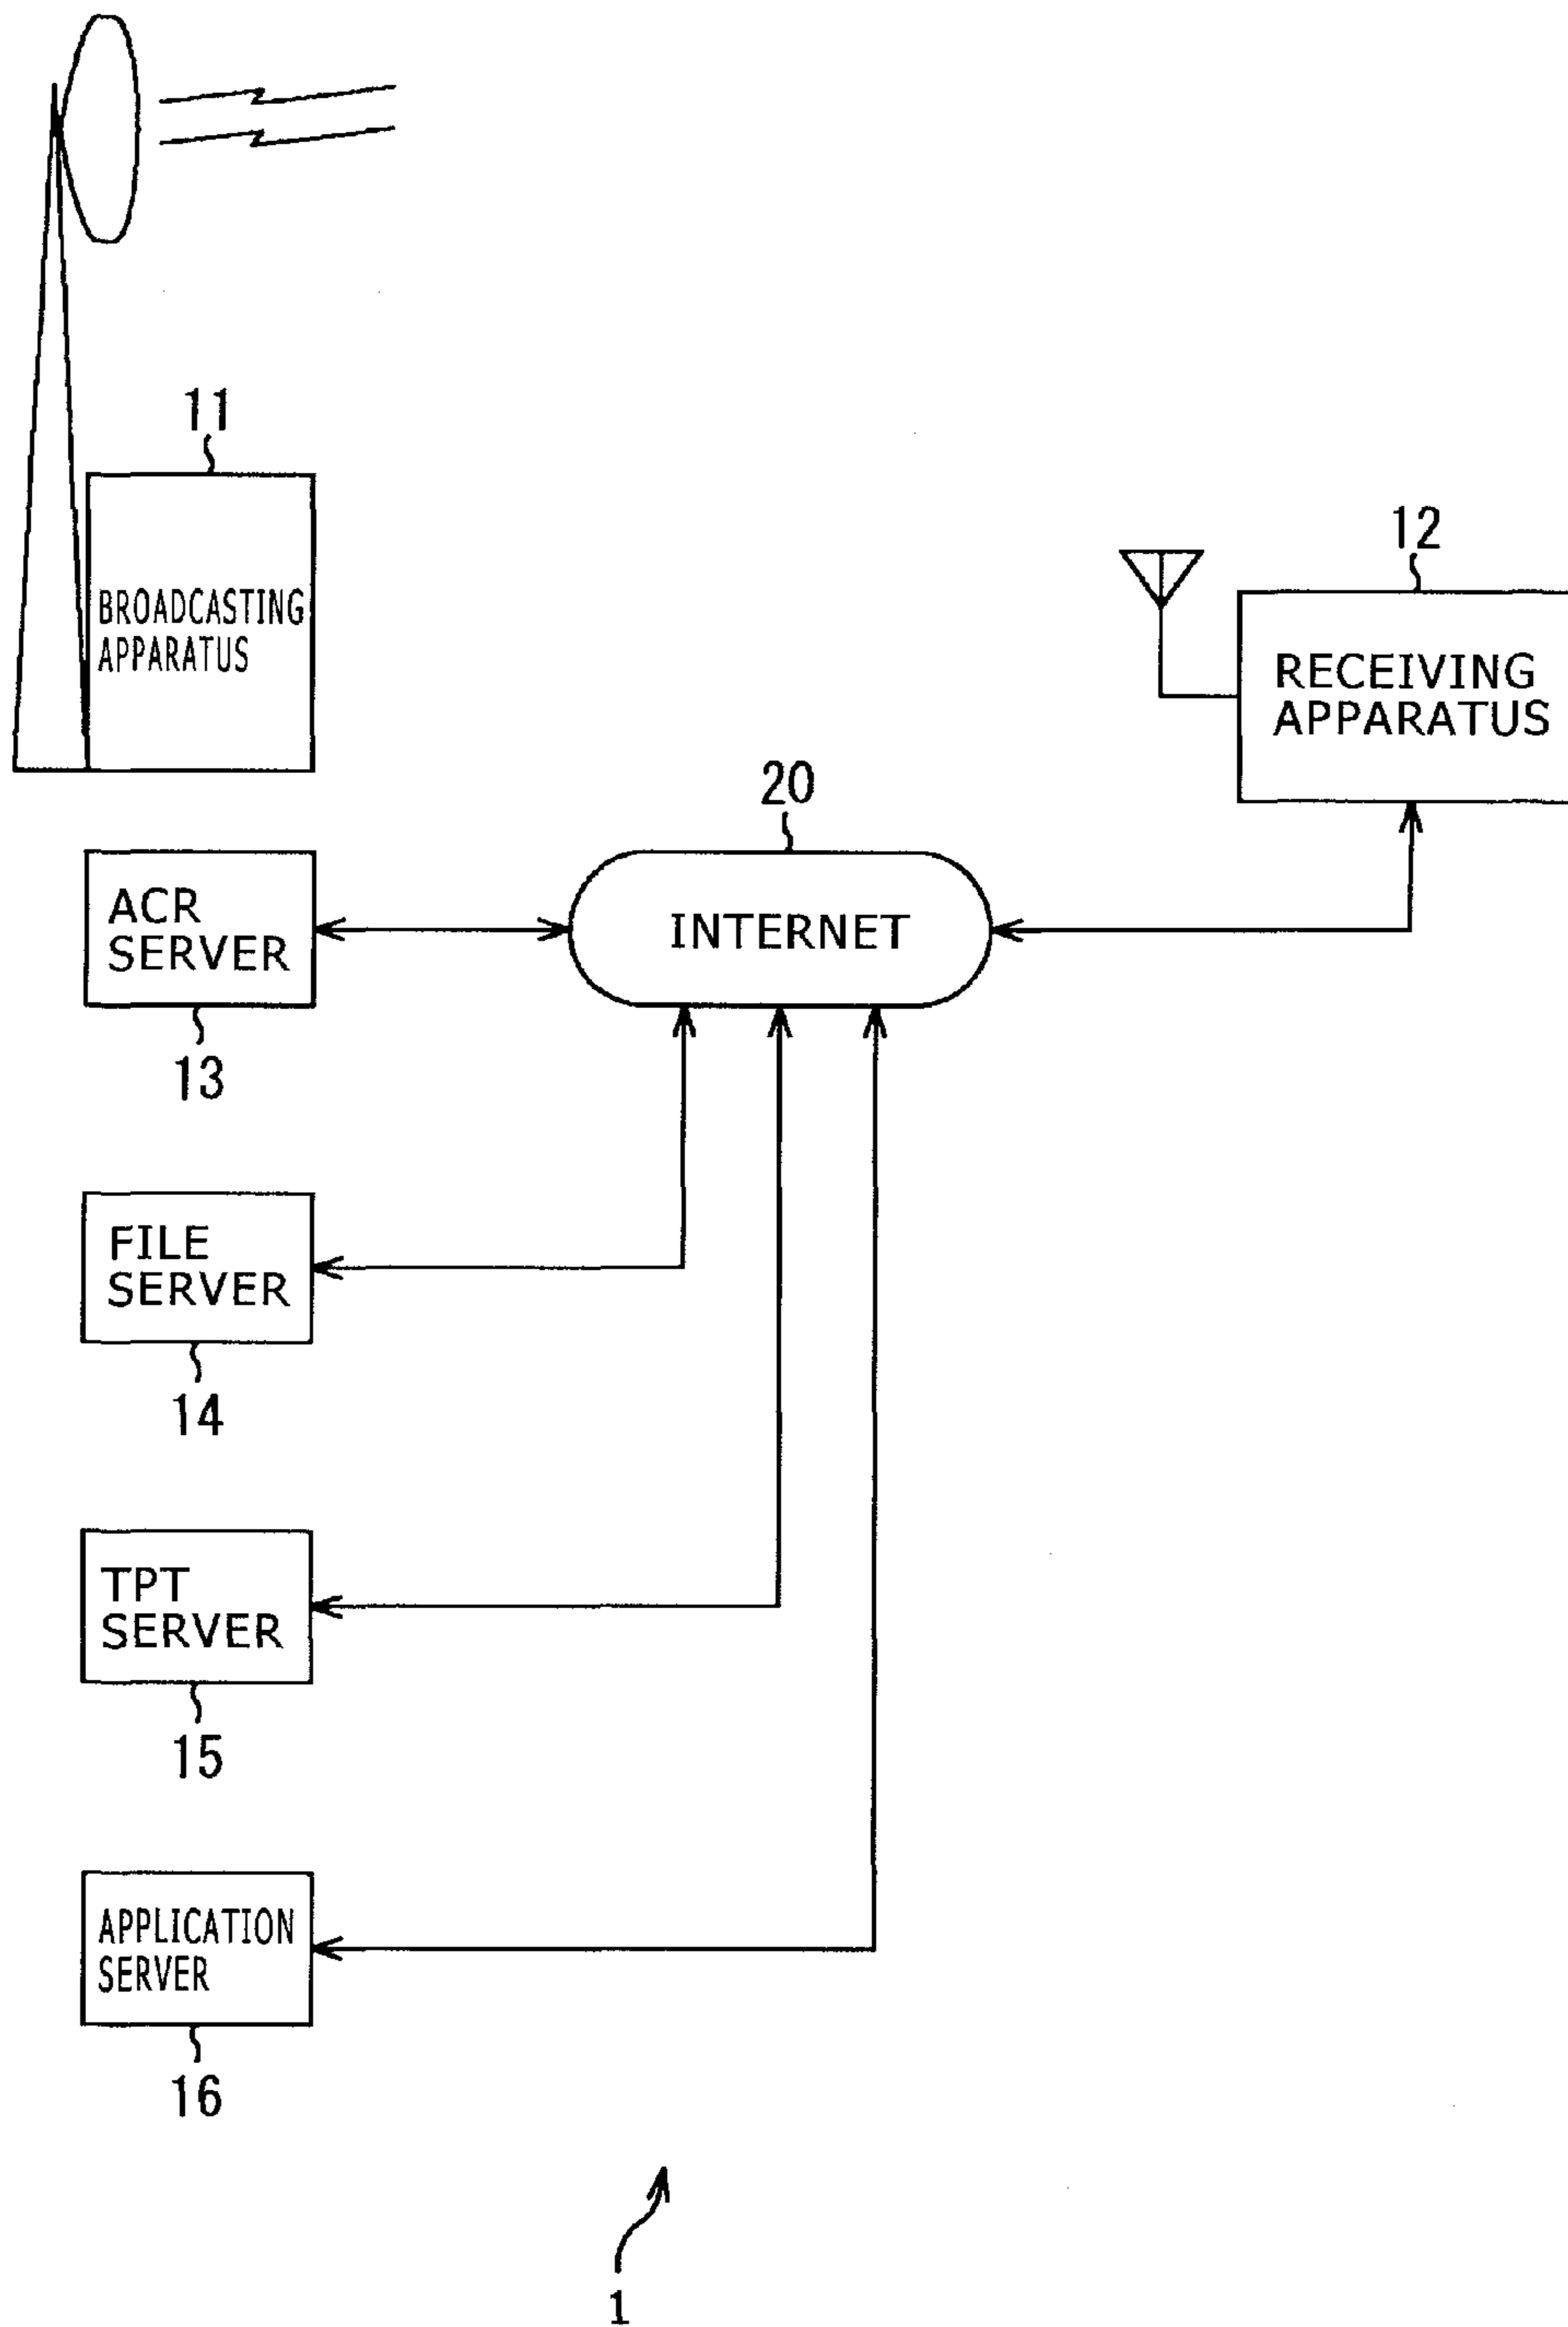 11
BROADCASTING
APPARATUS
12
RECEIVING
APPARATUS
20
INTERNET
ACR
SERVER
13
FILE
SERVER
14
TPT
SERVER
15
APPLICATION
SERVER
16
1